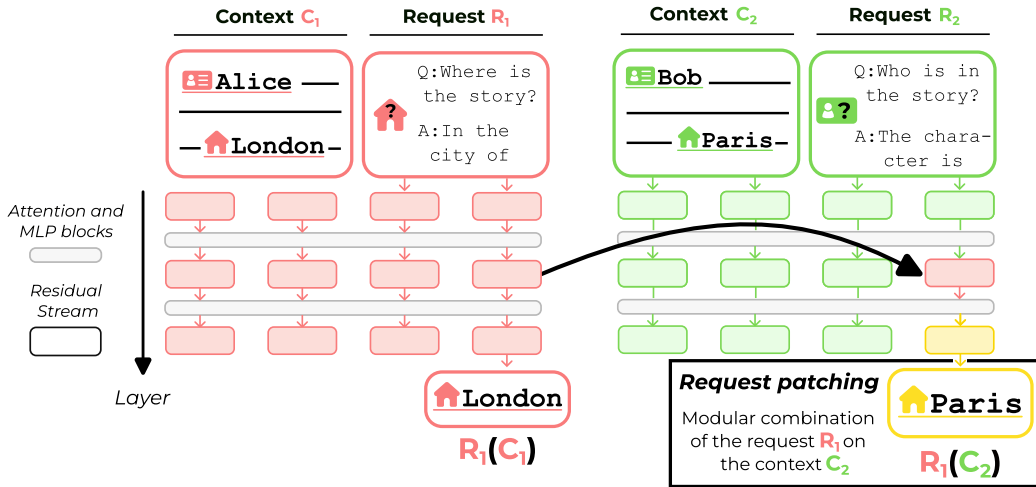 Context C₁
Request R₁
Context C₂
Request R₂
Alice
London
Q:Where is
the story?
?
A:In the
city of
Bob
Paris
Q:Who is in
the story?
?
A:The chara-
cter is
Attention and
MLP blocks
Residual
Stream
Layer
London
R₁(C₁)
Request patching
Modular combination
of the request R₁ on
the context C₂
Paris
R₁(C₂)